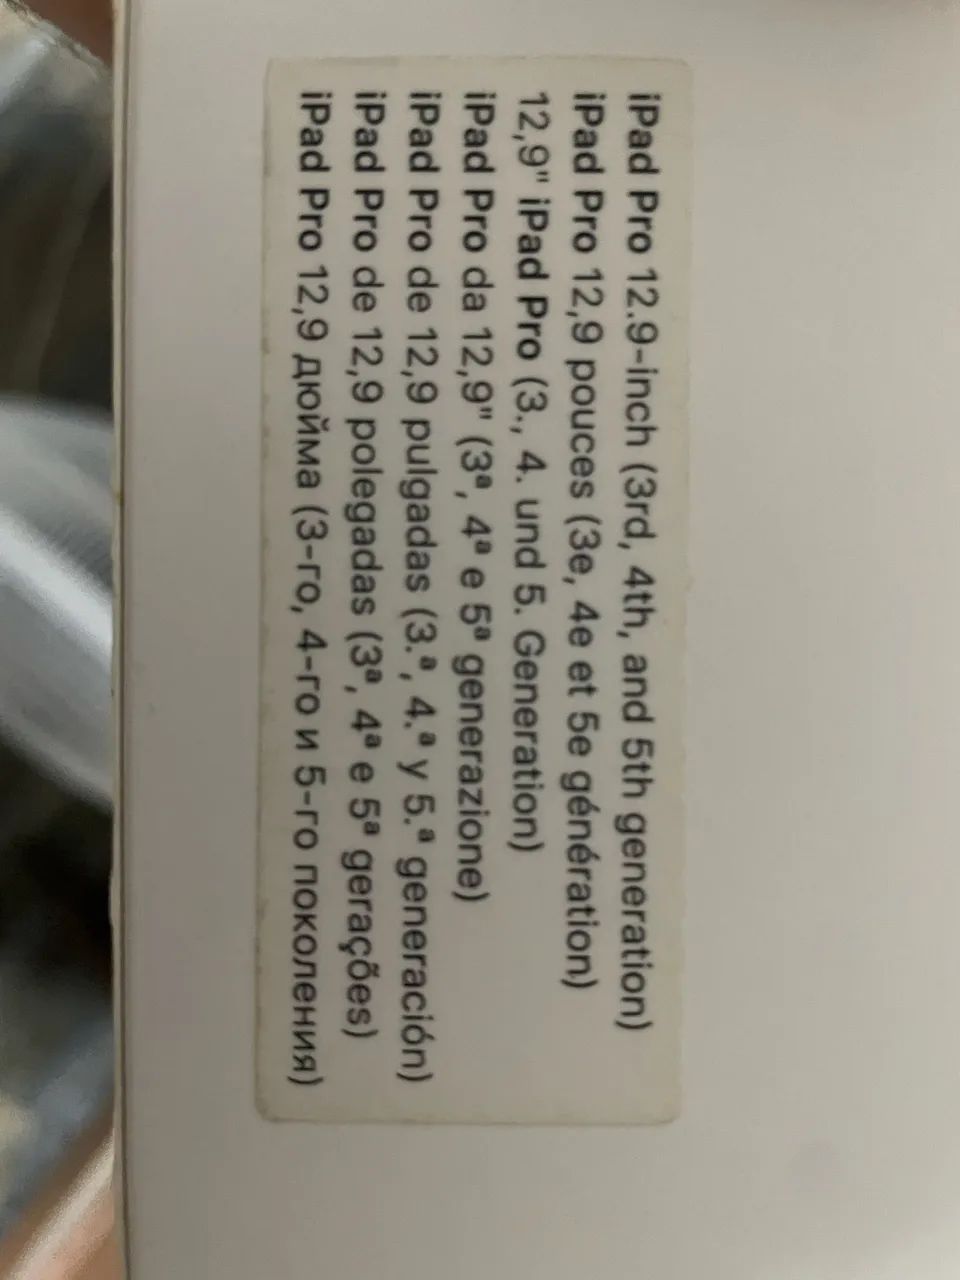 iPad Pro 12.9-inch (3rd, 4th, and 5th generation)
iPad Pro 12,9 pouces (3e, 4e et 5e génération)
12,9" iPad Pro (3., 4. und 5. Generation)
iPad Pro da 12,9" (3ª, 4ª e 5ª generazione)
iPad Pro de 12,9 pulgadas (3.ª, 4.ª y 5.ª generación)
iPad Pro de 12,9 polegadas (3ª, 4ª e 5ª gerações)
iPad Pro 12,9 дюйма (3-го, 4-го и 5-го поколения)